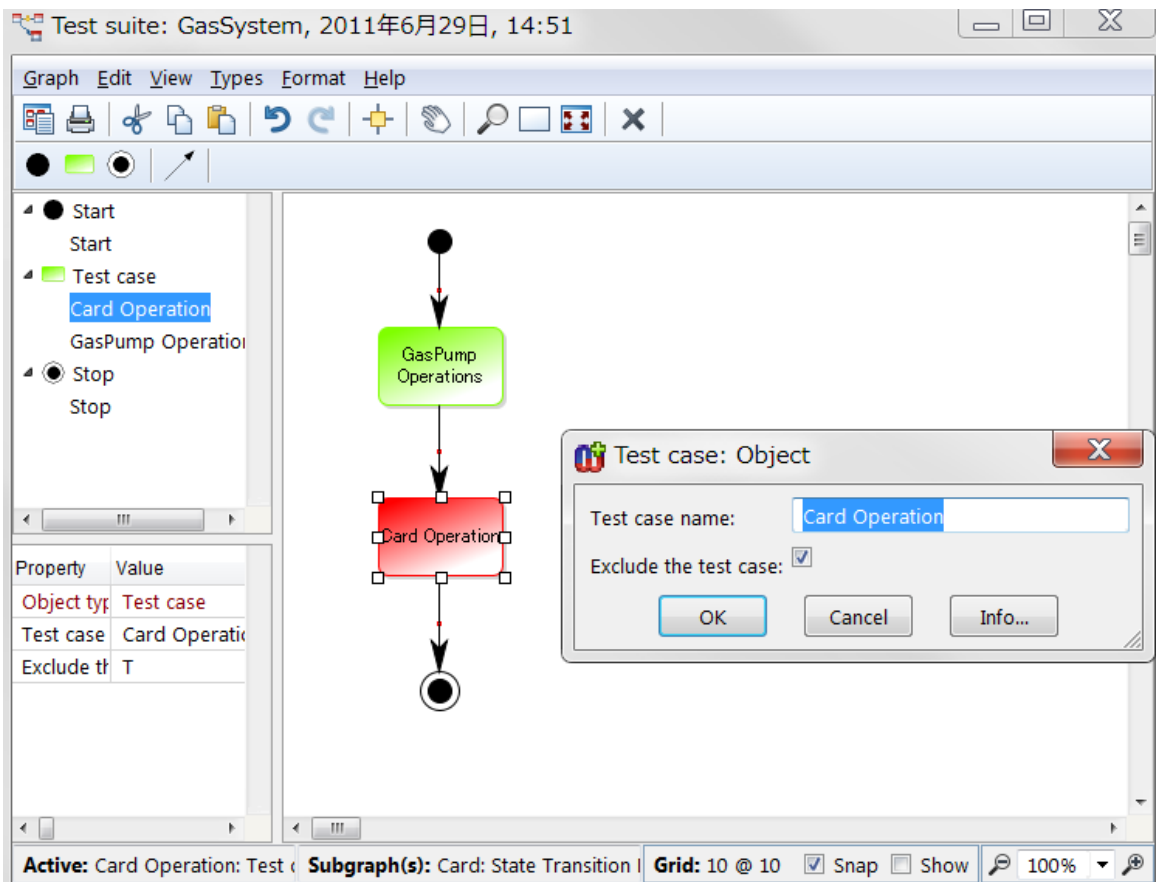 Test suite: GasSystem, 2011年6月29日, 14:51
Graph Edit View Types Format Help
Start
Start
Test case
Card Operation
GasPump Operation
Stop
Stop
GasPump
Operations
Card Operation
Test case: Object
Test case name: Card Operation
Exclude the test case:
OK Cancel Info...
Property Value
Object typ Test case
Test case Card Operatio
Exclude th T
Active: Card Operation: Test c Subgraph(s): Card: State Transition Grid: 10 @ 10 Snap Show 100%